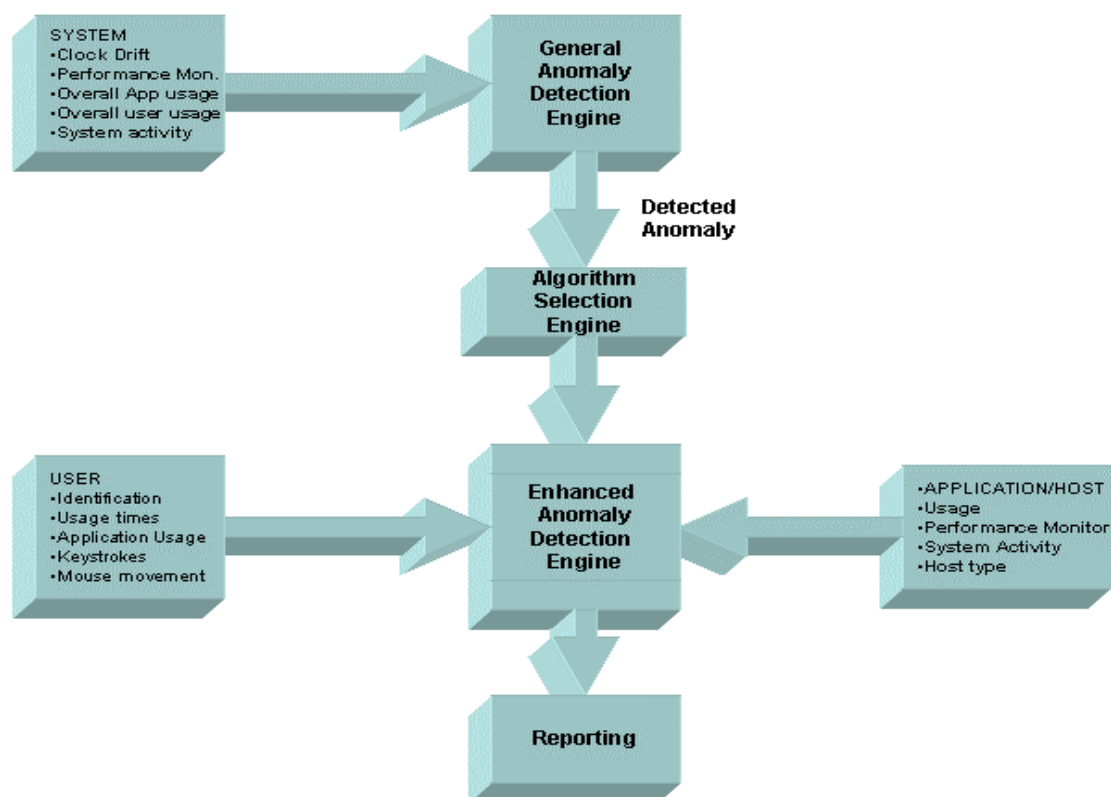 SYSTEM
•Clock Drift
•Performance Mon.
•Overall App usage
•Overall user usage
•System activity
General
Anomaly
Detection
Engine
Detected
Anomaly
Algorithm
Selection
Engine
USER
•Identification
•Usage times
•Application Usage
•Keystrokes
•Mouse movement
Enhanced
Anomaly
Detection
Engine
•APPLICATION/HOST
•Usage
•Performance Monitor
•System Activity
•Host type
Reporting